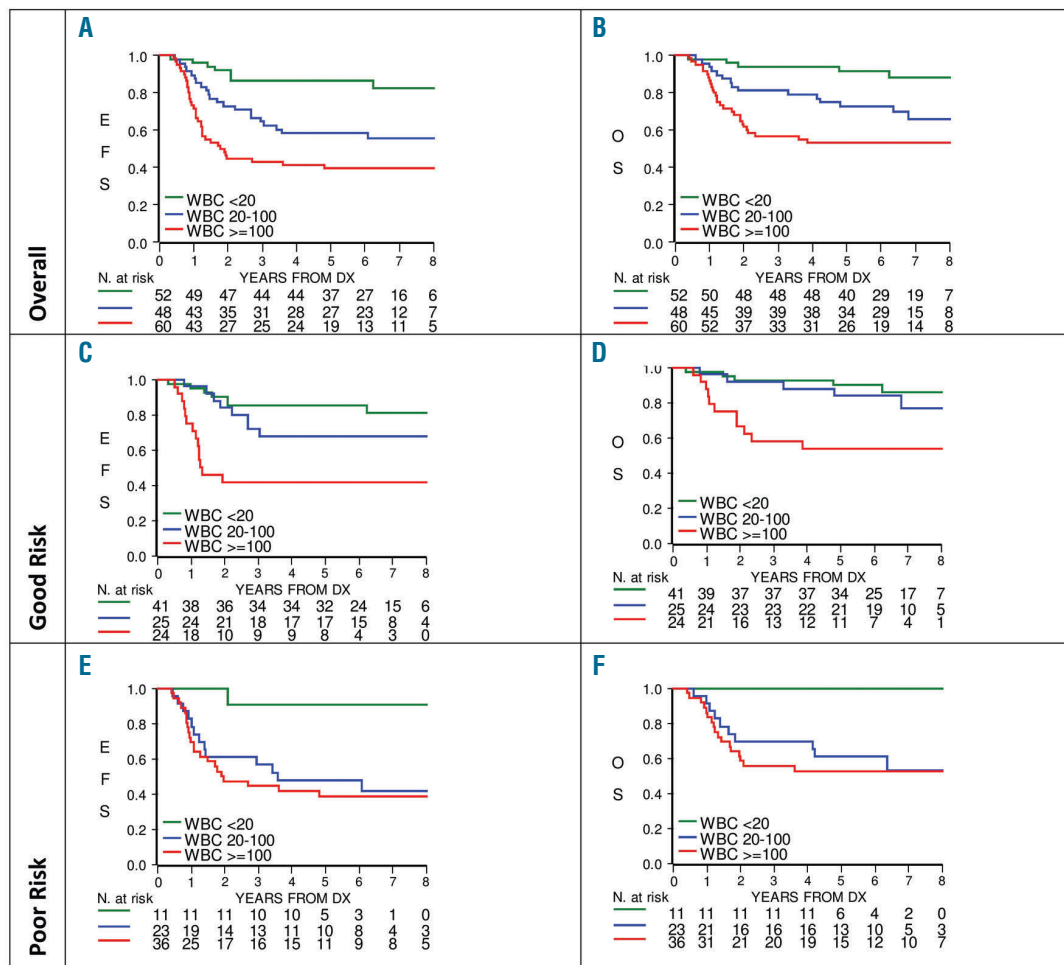 A
1.0
0.8
0.6
0.4
0.2
0.0
E
F
S
WBC <20
WBC 20-100
WBC >=100
0 1 2 3 4 5 6 7 8
N. at risk YEARS FROM DX
52 49 47 44 44 37 27 16 6
48 43 35 31 28 27 23 12 7
60 43 27 25 24 19 13 11 5
B
1.0
0.8
0.6
0.4
0.2
0.0
O
S
WBC <20
WBC 20-100
WBC >=100
0 1 2 3 4 5 6 7 8
N. at risk YEARS FROM DX
52 50 48 48 48 40 29 19 7
48 45 39 39 38 34 29 15 8
60 52 37 33 31 26 19 14 8
Overall
C
1.0
0.8
0.6
0.4
0.2
0.0
E
F
S
WBC <20
WBC 20-100
WBC >=100
0 1 2 3 4 5 6 7 8
N. at risk YEARS FROM DX
41 38 36 34 34 32 24 15 6
25 24 21 18 17 17 15 8 4
24 18 10 9 9 8 4 3 0
D
1.0
0.8
0.6
0.4
0.2
0.0
O
S
WBC <20
WBC 20-100
WBC >=100
0 1 2 3 4 5 6 7 8
N. at risk YEARS FROM DX
41 39 37 37 37 34 25 17 7
25 24 23 23 22 21 19 10 5
24 21 16 13 12 11 7 4 1
Good Risk
E
1.0
0.8
0.6
0.4
0.2
0.0
E
F
S
WBC <20
WBC 20-100
WBC >=100
0 1 2 3 4 5 6 7 8
N. at risk YEARS FROM DX
11 11 11 10 10 5 3 1 0
23 19 14 13 11 10 8 4 3
36 25 17 16 15 11 9 8 5
F
1.0
0.8
0.6
0.4
0.2
0.0
O
S
WBC <20
WBC 20-100
WBC >=100
0 1 2 3 4 5 6 7 8
N. at risk YEARS FROM DX
11 11 11 11 11 6 4 2 0
23 21 16 16 16 13 10 5 3
36 31 21 20 19 15 12 10 7
Poor Risk